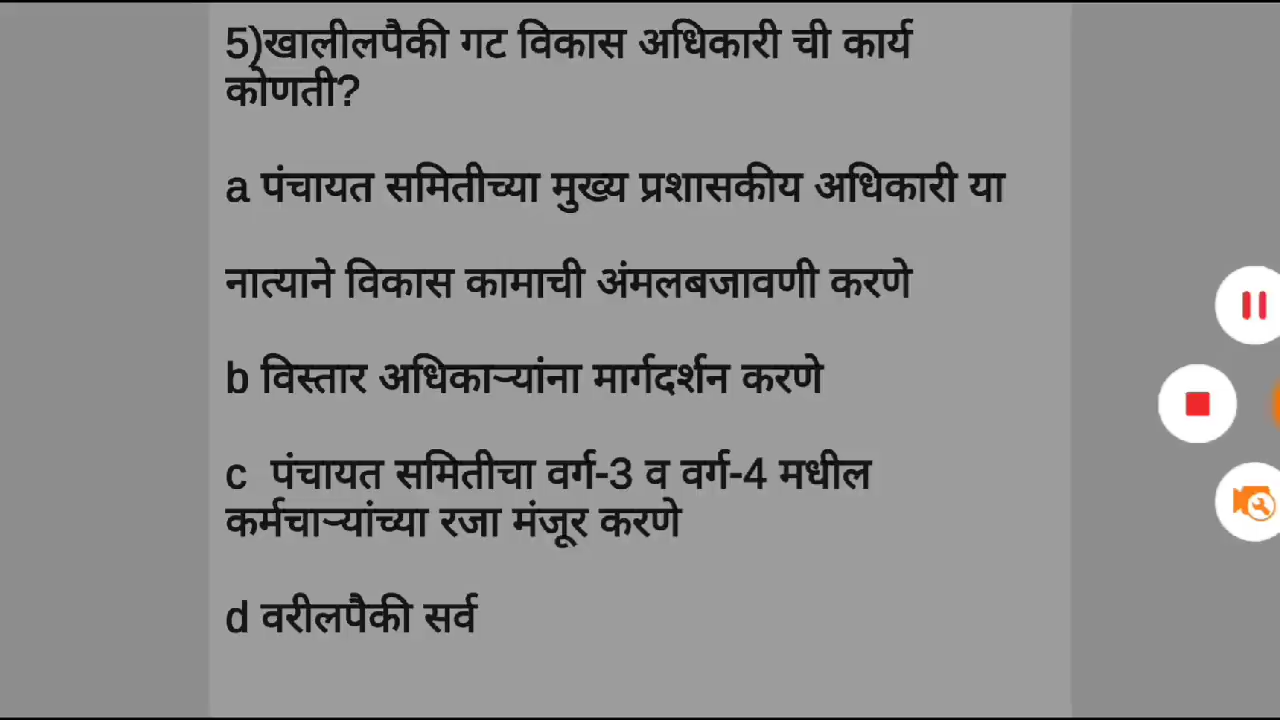 5)खालीलपैकी गट विकास अधिकारी ची कार्य
कोणती?
a पंचायत समितीच्या मुख्य प्रशासकीय अधिकारी या
नात्याने विकास कामाची अंमलबजावणी करणे
b विस्तार अधिकाऱ्यांना मार्गदर्शन करणे
c पंचायत समितीचा वर्ग-3 व वर्ग-4 मधील
कर्मचाऱ्यांच्या रजा मंजूर करणे
d वरीलपैकी सर्व